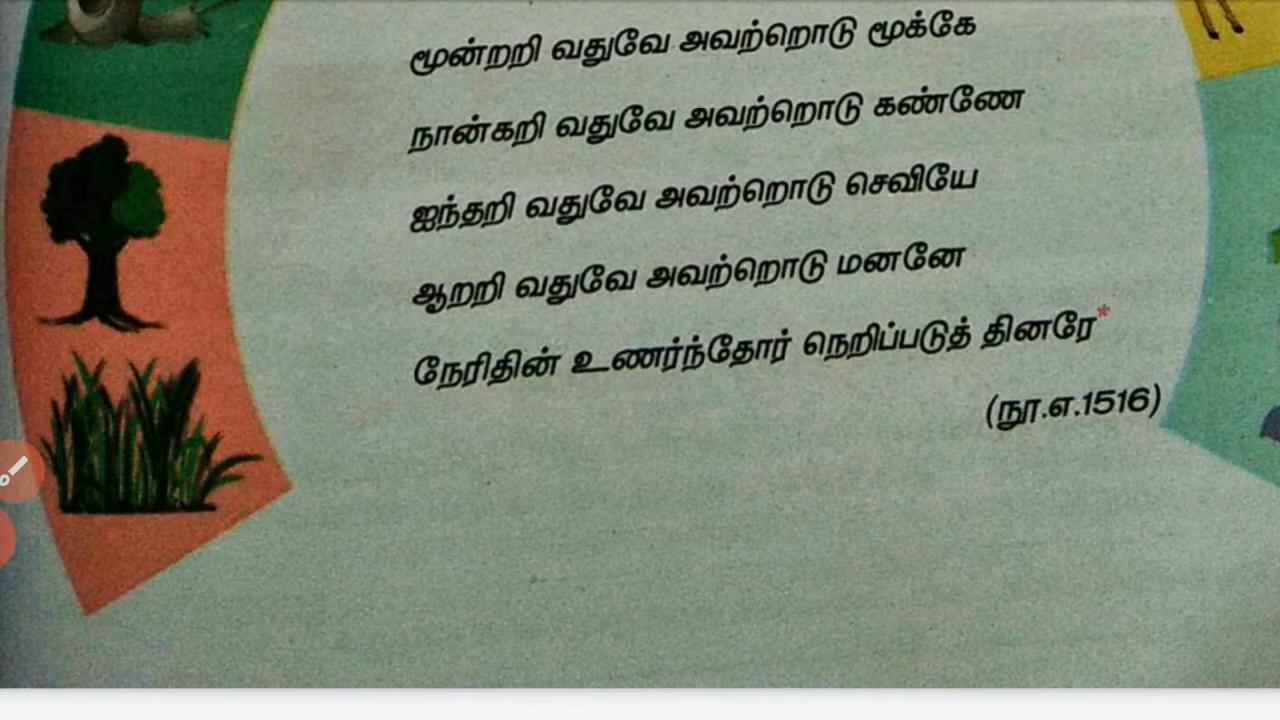 மூன்றறி வதுவே அவற்றொடு மூக்கே
நான்கறி வதுவே அவற்றொடு கண்ணே
ஐந்தறி வதுவே அவற்றொடு செவியே
ஆறறி வதுவே அவற்றொடு மனனே
நேரிதின் உணர்ந்தோர் நெறிப்படுத் தினரே*
(நூ.எ.1516)